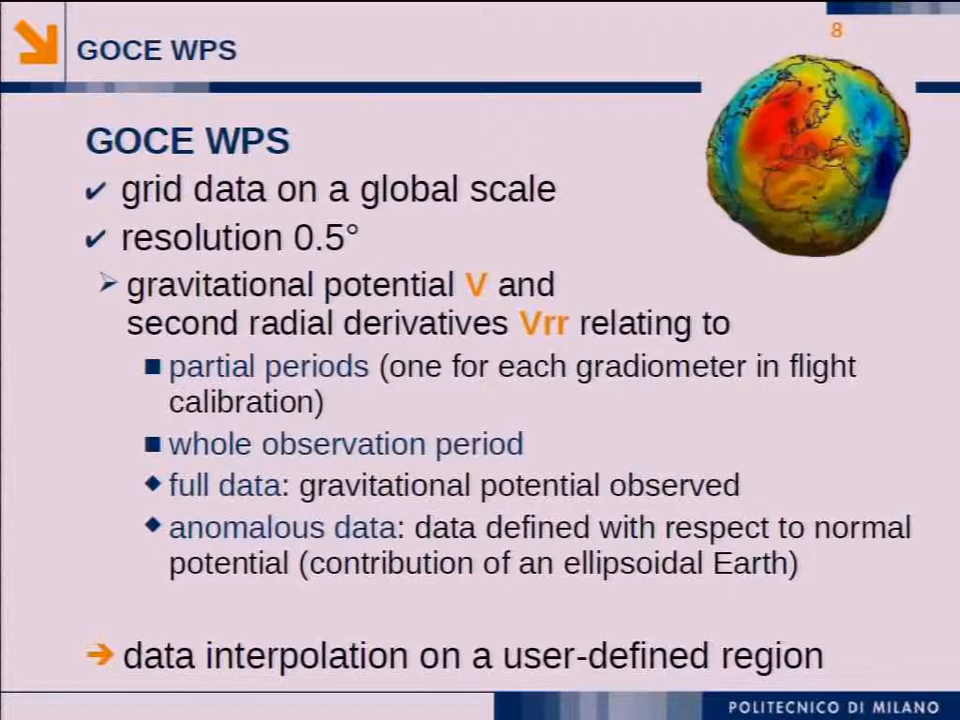 8
GOCE WPS
GOCE WPS
✔ grid data on a global scale
✔ resolution 0.5°
➢ gravitational potential V and
second radial derivatives Vrr relating to
■ partial periods (one for each gradiometer in flight
calibration)
■ whole observation period
◆ full data: gravitational potential observed
◆ anomalous data: data defined with respect to normal
potential (contribution of an ellipsoidal Earth)
➔ data interpolation on a user-defined region
POLITECNICO DI MILANO